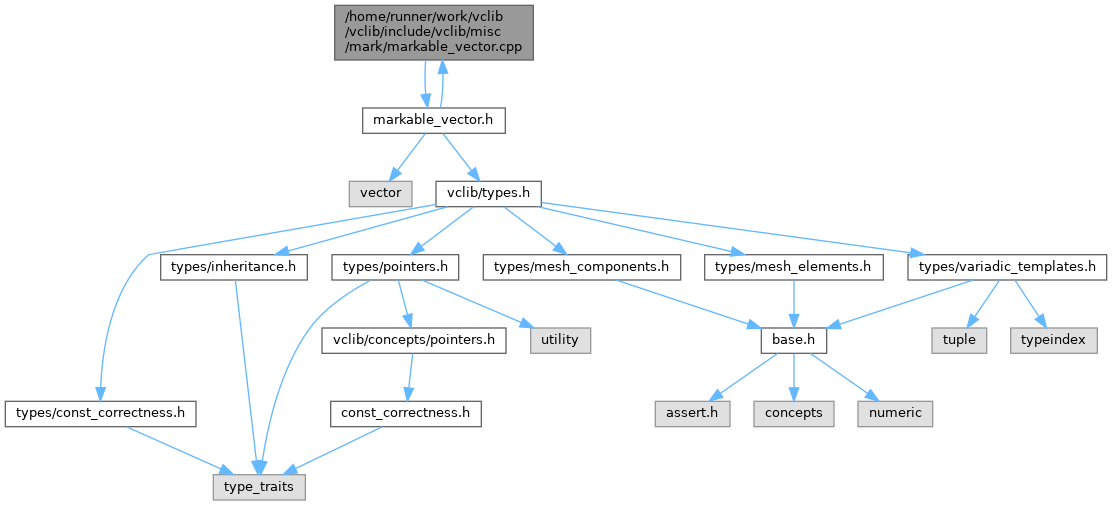 /home/runner/work/vclib
/vclib/include/vclib/misc
/mark/markable_vector.cpp
markable_vector.h
vector
vclib/types.h
types/inheritance.h
types/pointers.h
types/mesh_components.h
types/mesh_elements.h
types/variadic_templates.h
vclib/concepts/pointers.h
utility
base.h
tuple
typeindex
types/const_correctness.h
const_correctness.h
assert.h
concepts
numeric
type_traits